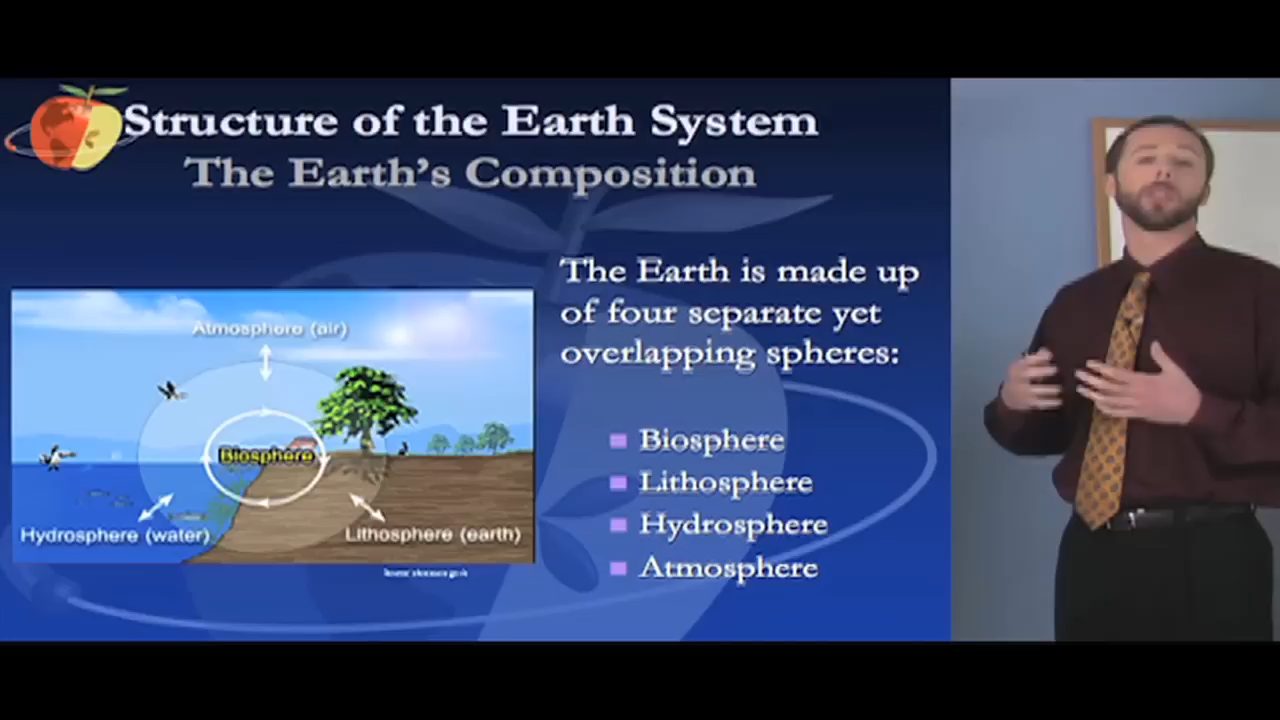 Structure of the Earth System
The Earth's Composition
The Earth is made up
of four separate yet
overlapping spheres:
Biosphere
Lithosphere
Hydrosphere
Atmosphere
Atmosphere (air)
Biosphere
Hydrosphere (water)
Lithosphere (earth)